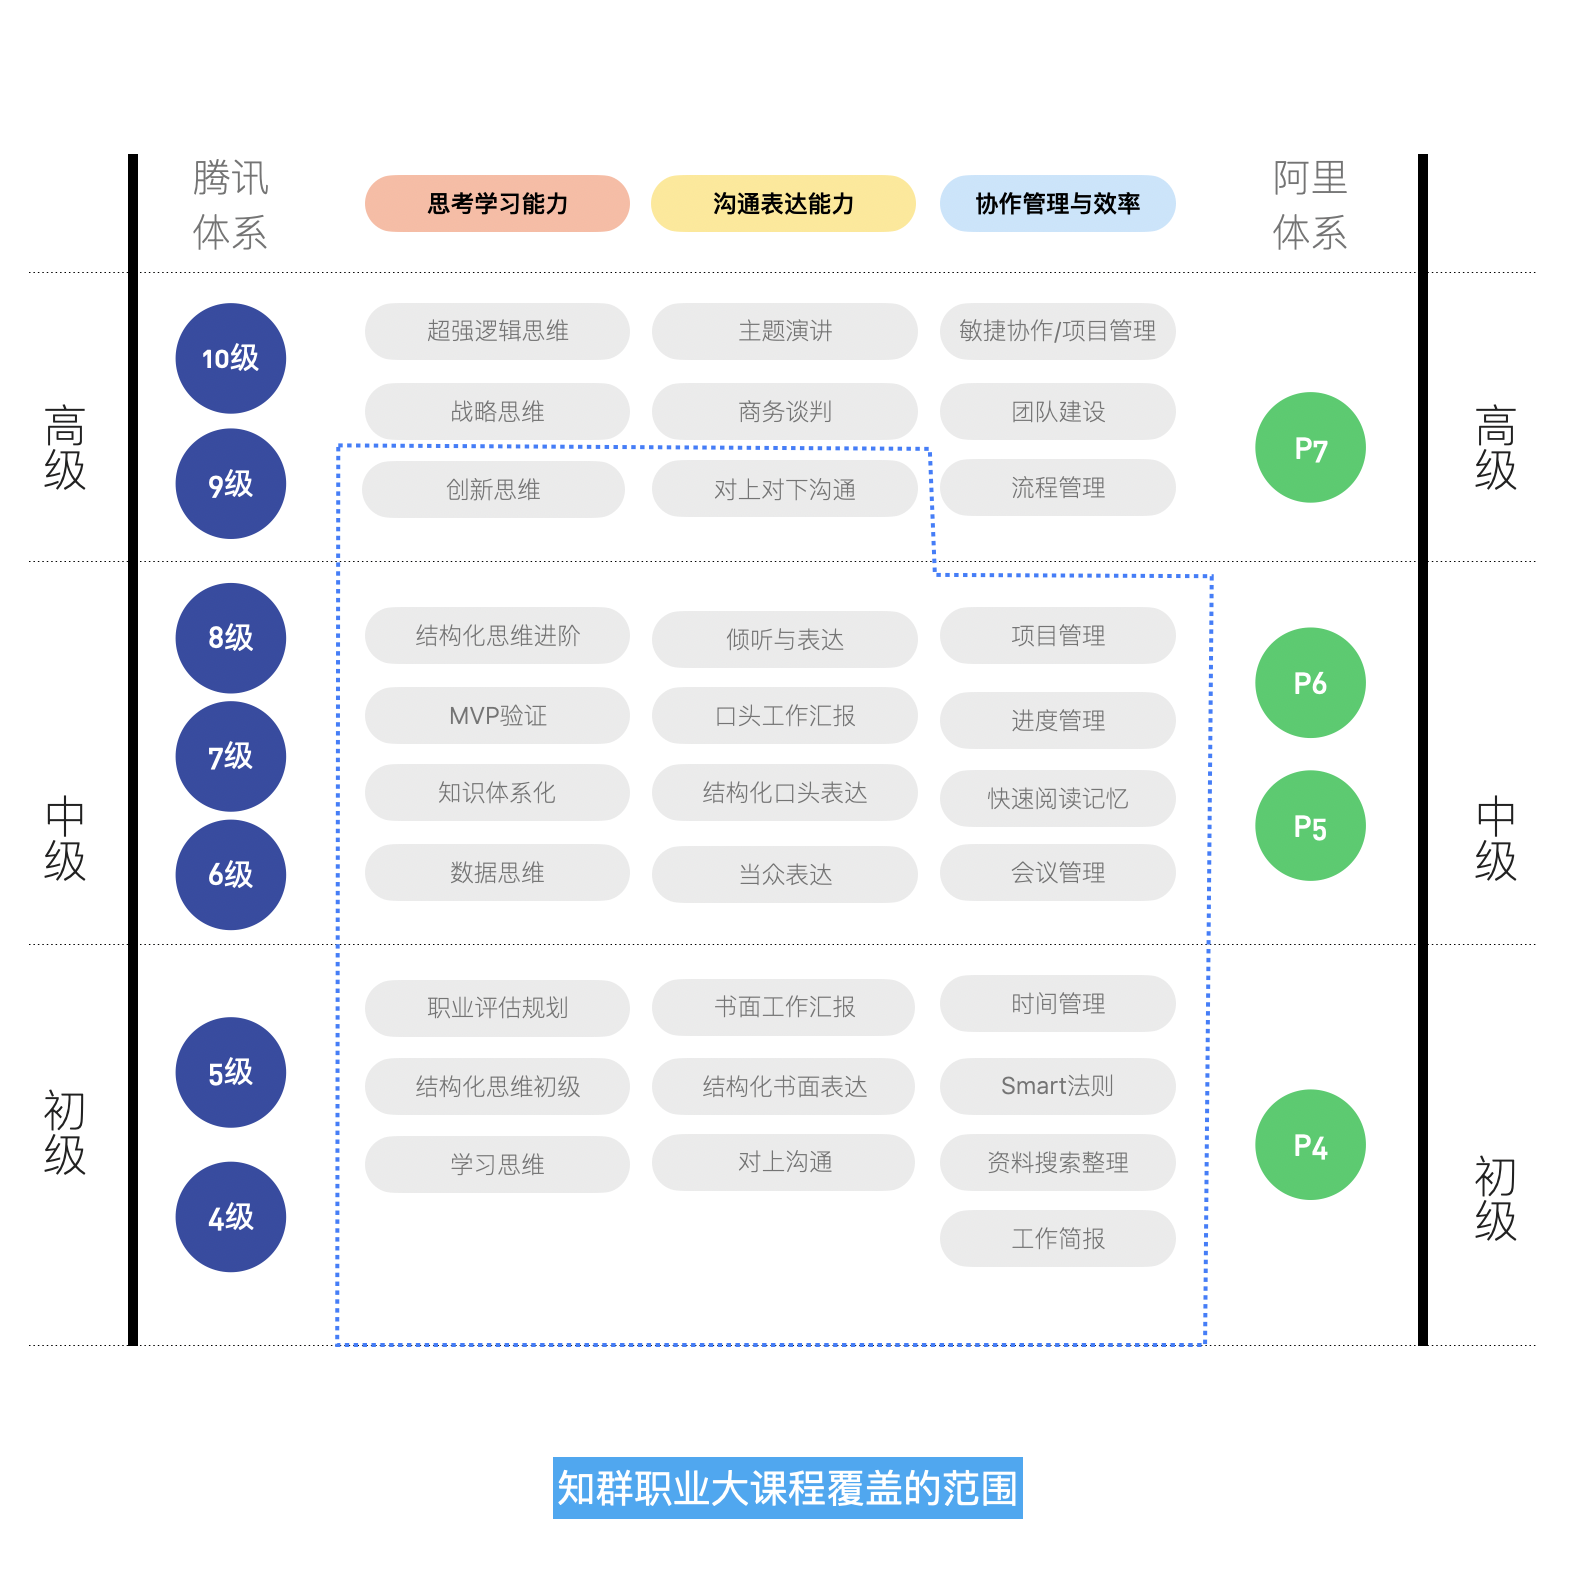 腾讯
体系
思考学习能力
沟通表达能力
协作管理与效率
阿里
体系
高
级
10级
9级
超强逻辑思维
主题演讲
敏捷协作/项目管理
战略思维
商务谈判
团队建设
创新思维
对上对下沟通
流程管理
P7
高
级
中
级
8级
7级
6级
结构化思维进阶
倾听与表达
项目管理
MVP验证
口头工作汇报
进度管理
知识体系化
结构化口头表达
快速阅读记忆
数据思维
当众表达
会议管理
P6
P5
中
级
初
级
5级
4级
职业评估规划
书面工作汇报
时间管理
结构化思维初级
结构化书面表达
Smart法则
学习思维
对上沟通
资料搜索整理
工作简报
P4
初
级
知群职业大课程覆盖的范围